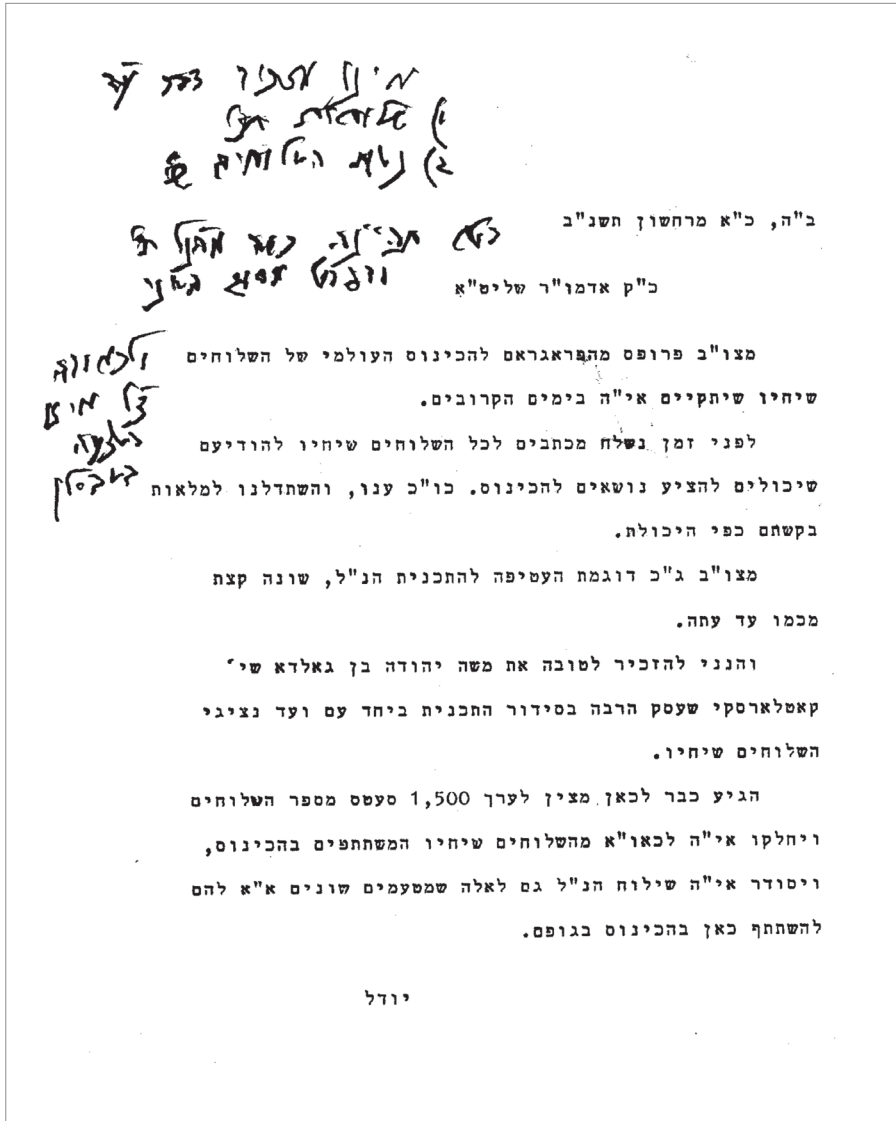 אינו מזכיר דבר ע"ד
השלוחים
ב"ה, כ"א מרחשון תשנ"ב
כ"ק אדמו"ר שליט"א
ולכאורה
מצו"ב פרופס מהפראגראם להכינוס העולמי של השלוחים
שיחיו שיתקיים אי"ה בימים הקרובים.
לפני זמן נשלח מכתבים לכל השלוחים שיחיו להודיעם
שיכולים להציע נושאים להכינוס. כו"כ ענו, והשתדלנו למלאות
בקשתם כפי היכולת.
מצו"ב ג"כ דוגמת העטיפה להתכנית הנ"ל, שונה קצת
מכמו עד עתה.
והנני להזכיר לטובה את משה יהודה בן גאלדא שי'
קאטלארסקי שעסק הרבה בסידור התכנית ביחד עם ועד נציגי
השלוחים שיחיו.
הגיע כבר לכאן מצין לערך 1,500 סעטס מספר השלוחים
ויחלקו אי"ה לכאו"א מהשלוחים שיחיו המשתתפים בהכינוס,
ויסודר אי"ה שילוח הנ"ל גם לאלה שמטעמים שונים א"א להם
להשתתף כאן בהכינוס בגופם.
יודל